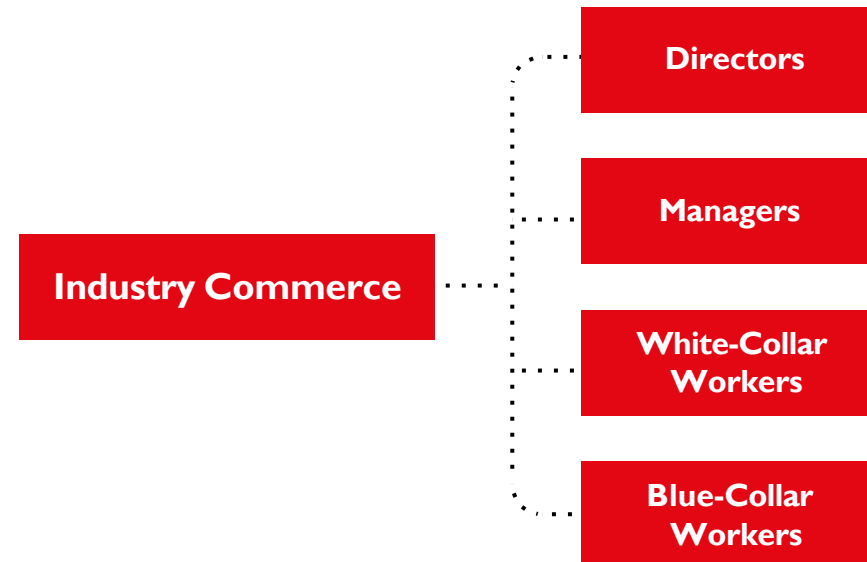 Directors
Managers
Industry Commerce
White-Collar
Workers
Blue-Collar
Workers